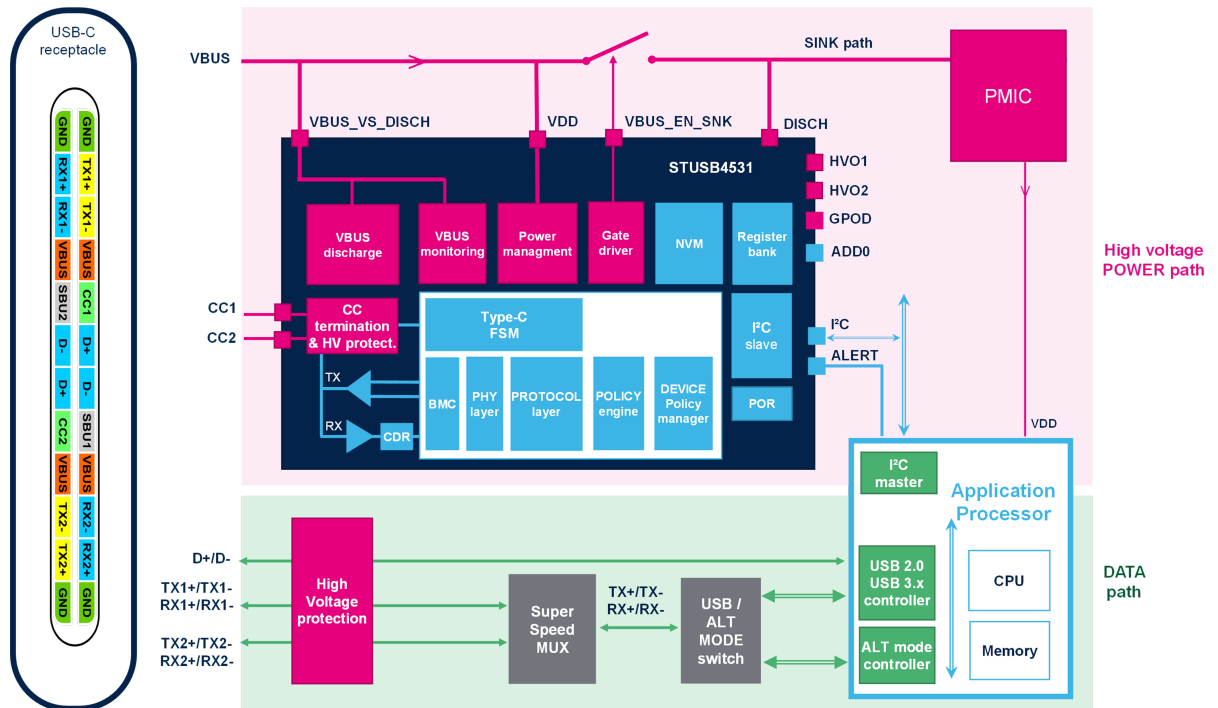 USB-C
receptacle
GND
GND
RX1+
TX1+
RX1-
TX1-
VBUS
VBUS
SBU2
CC1
D-
D+
D+
D-
CC2
SBU1
VBUS
VBUS
TX2-
RX2-
TX2+
RX2+
GND
GND
VBUS
SINK path
PMIC
VBUS_VS_DISCH
VDD
VBUS_EN_SNK
DISCH
STUSB4531
HVO1
HVO2
GPOD
ADD0
VBUS
discharge
VBUS
monitoring
Power
managment
Gate
driver
NVM
Register
bank
High voltage
POWER path
CC1
CC2
CC
termination
& HV protect.
Type-C
FSM
I²C
slave
I²C
ALERT
TX
RX
CDR
BMC
PHY
layer
PROTOCOL
layer
POLICY
engine
DEVICE
Policy
manager
POR
VDD
I²C
master
Application
Processor
D+/D-
TX1+/TX1-
RX1+/RX1-
TX2+/TX2-
RX2+/RX2-
High
Voltage
protection
Super
Speed
MUX
TX+/TX-
RX+/RX-
USB /
ALT
MODE
switch
USB 2.0
USB 3.x
controller
ALT mode
controller
CPU
Memory
DATA
path